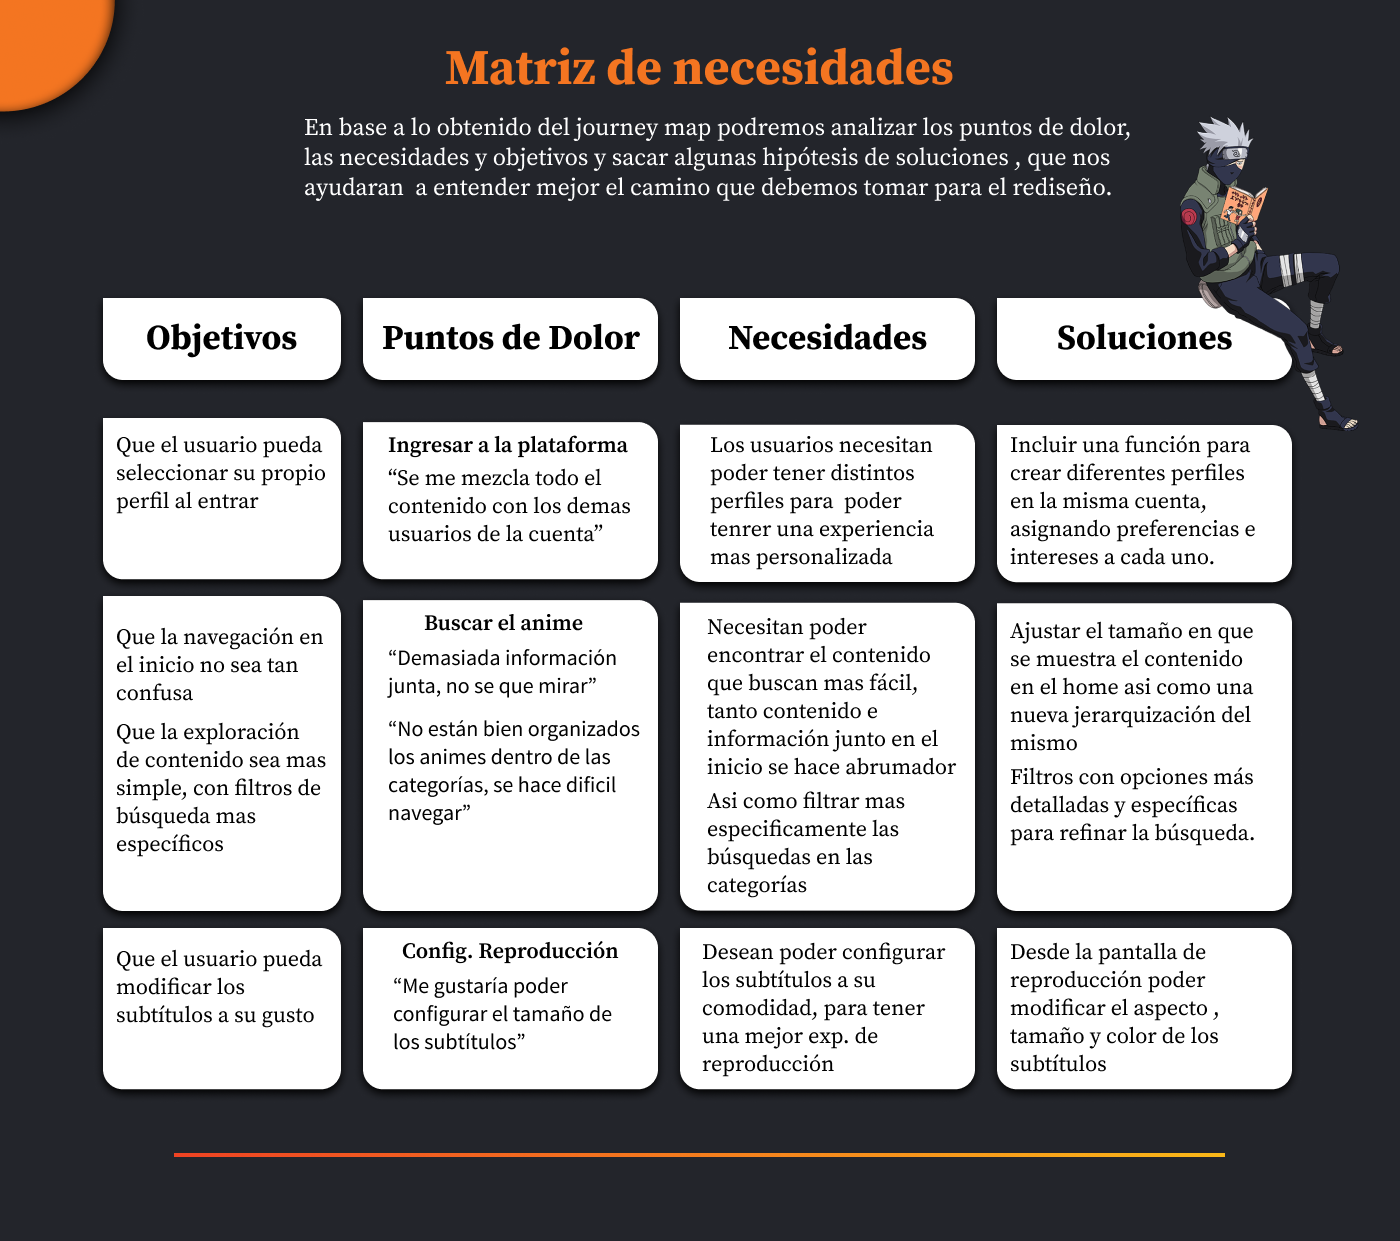 Matriz de necesidades
En base a lo obtenido del journey map podremos analizar los puntos de dolor,
las necesidades y objetivos y sacar algunas hipótesis de soluciones , que nos
ayudaran  a entender mejor el camino que debemos tomar para el rediseño.
Objetivos
Puntos de Dolor
Necesidades
Soluciones
Que el usuario pueda
seleccionar su propio
perfil al entrar
Ingresar a la plataforma
“Se me mezcla todo el
contenido con los demas
usuarios de la cuenta”
Los usuarios necesitan
poder tener distintos
perfiles para  poder
tenrer una experiencia
mas personalizada
Incluir una función para
crear diferentes perfiles
en la misma cuenta,
asignando preferencias e
intereses a cada uno.
Que la navegación en
el inicio no sea tan
confusa
Que la exploración
de contenido sea mas
simple, con filtros de
búsqueda mas
específicos
Buscar el anime
“Demasiada información
junta, no se que mirar”
“No están bien organizados
los animes dentro de las
categorías, se hace dificil
navegar”
Necesitan poder
encontrar el contenido
que buscan mas fácil,
tanto contenido e
información junto en el
inicio se hace abrumador
Asi como filtrar mas
especificamente las
búsquedas en las
categorías
Ajustar el tamaño en que
se muestra el contenido
en el home asi como una
nueva jerarquización del
mismo
Filtros con opciones más
detalladas y específicas
para refinar la búsqueda.
Que el usuario pueda
modificar los
subtítulos a su gusto
Config. Reproducción
“Me gustaría poder
configurar el tamaño de
los subtítulos”
Desean poder configurar
los subtítulos a su
comodidad, para tener
una mejor exp. de
reproducción
Desde la pantalla de
reproducción poder
modificar el aspecto ,
tamaño y color de los
subtítulos